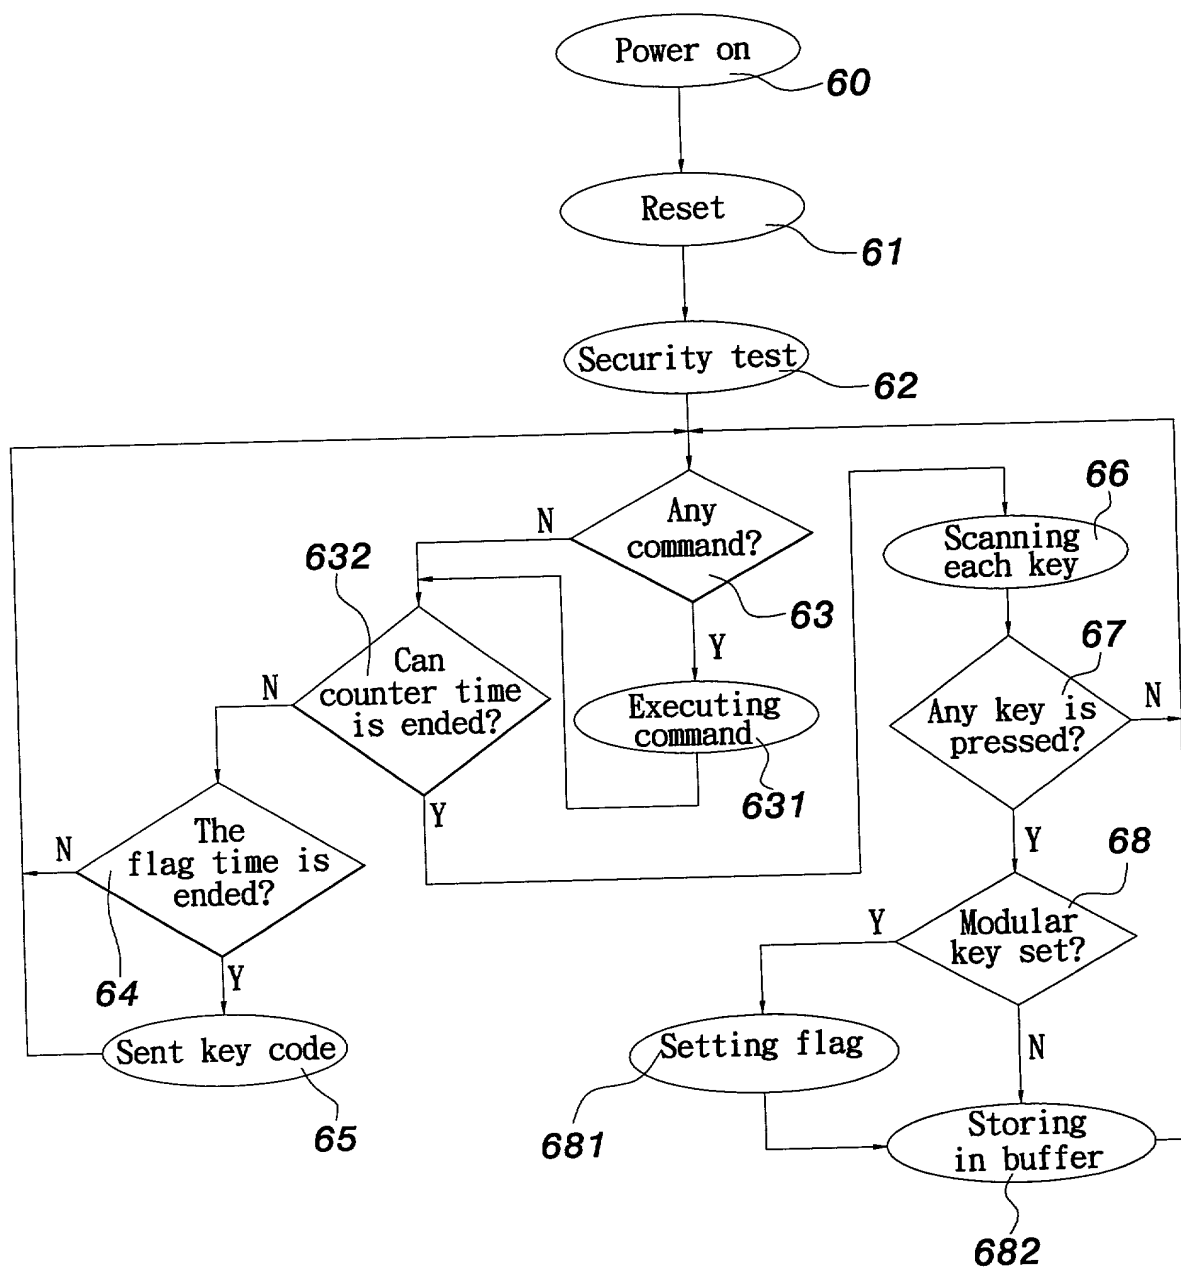 Power on
60
Reset
61
Security test
62
Any
command?
63
N
Y
632
Can
counter time
is ended?
N
Y
Executing
command
631
66
Scanning
each key
67
Any key is
pressed?
N
Y
The
flag time is
ended?
N
Y
64
Sent key code
65
68
Modular
key set?
Y
N
Setting flag
681
Storing
in buffer
682